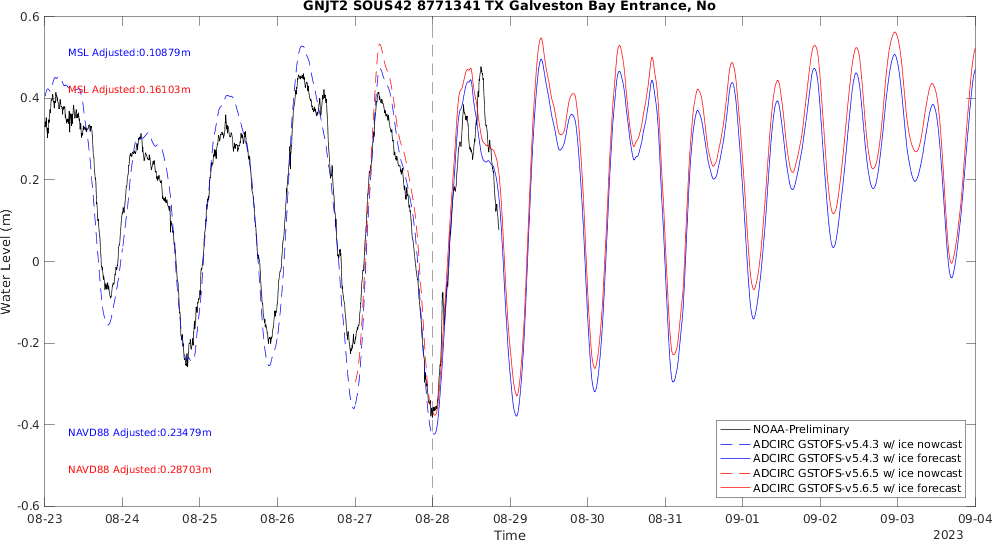 GNJT2 SOUS42 8771341 TX Galveston Bay Entrance, No
0.6
0.4
0.2
0
-0.2
-0.4
-0.6
Water Level (m)
MSL Adjusted:0.10879m
MSL Adjusted:0.16103m
NAVD88 Adjusted:0.23479m
NAVD88 Adjusted:0.28703m
NOAA-Preliminary
ADCIRC GSTOFS-v5.4.3 w/ ice nowcast
ADCIRC GSTOFS-v5.4.3 w/ ice forecast
ADCIRC GSTOFS-v5.6.5 w/ ice nowcast
ADCIRC GSTOFS-v5.6.5 w/ ice forecast
08-23 08-24 08-25 08-26 08-27 08-28 08-29 08-30 08-31 09-01 09-02 09-03 09-04
Time
2023